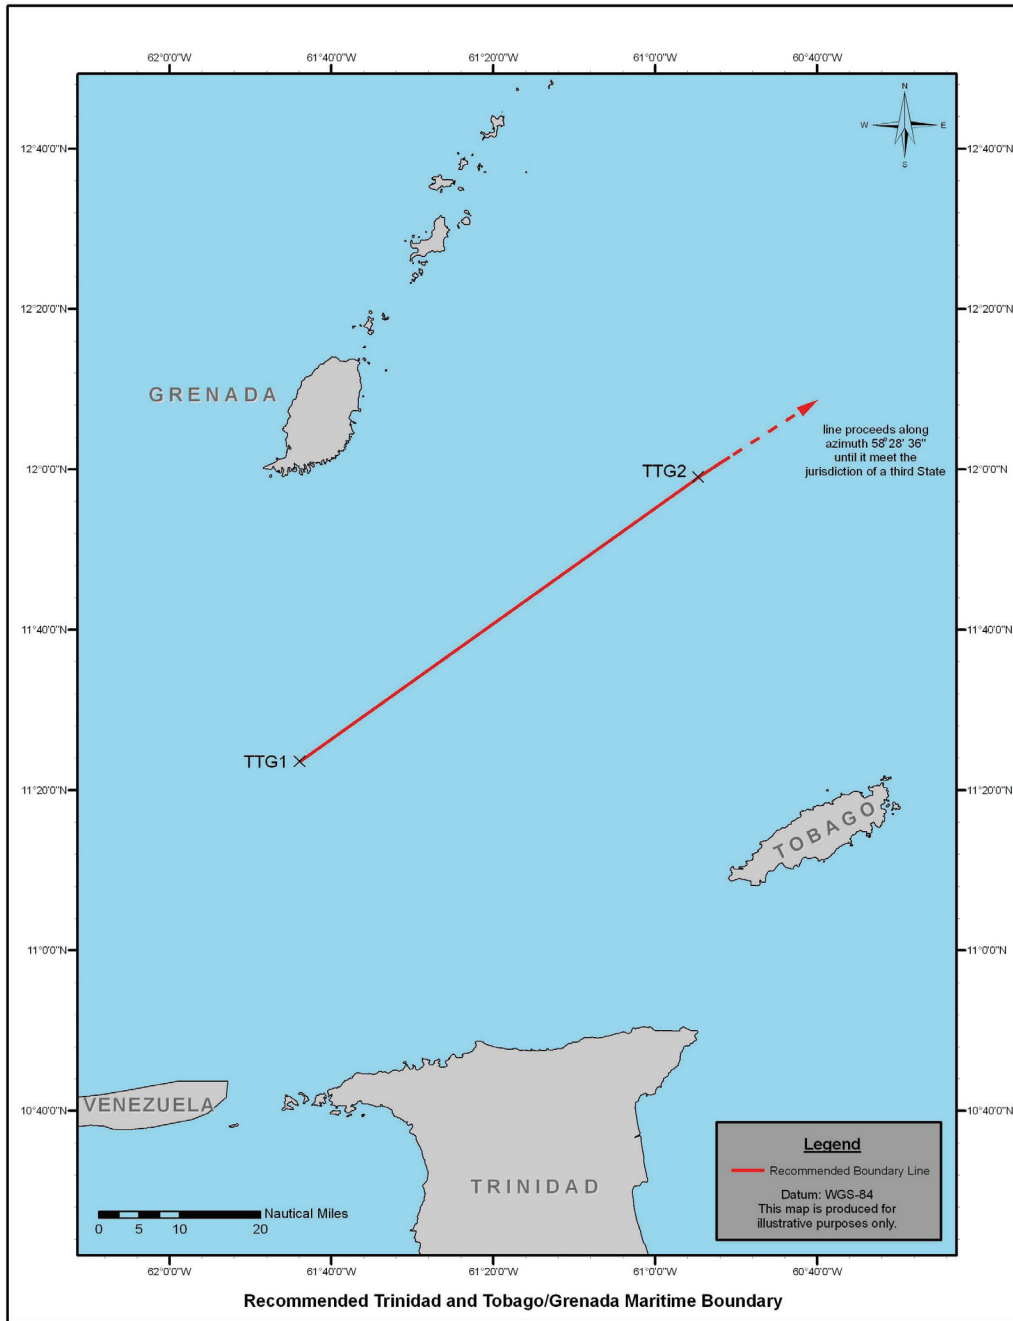 62°0'0"W 61°40'0"W 61°20'0"W 61°0'0"W 60°40'0"W
N
W E
S
12°40'0"N 12°40'0"N
12°20'0"N 12°20'0"N
GRENADA
line proceeds along
azimuth 58° 28' 36"
until it meet the
jurisdiction of a third State
12°0'0"N 12°0'0"N
TTG2
11°40'0"N 11°40'0"N
TTG1
11°20'0"N 11°20'0"N
TOBAGO
11°0'0"N 11°0'0"N
VENEZUELA
10°40'0"N 10°40'0"N
TRINIDAD
Legend
Recommended Boundary Line
Datum: WGS-84
This map is produced for
illustrative purposes only.
Nautical Miles
0 5 10 20
62°0'0"W 61°40'0"W 61°20'0"W 61°0'0"W 60°40'0"W
Recommended Trinidad and Tobago/Grenada Maritime Boundary